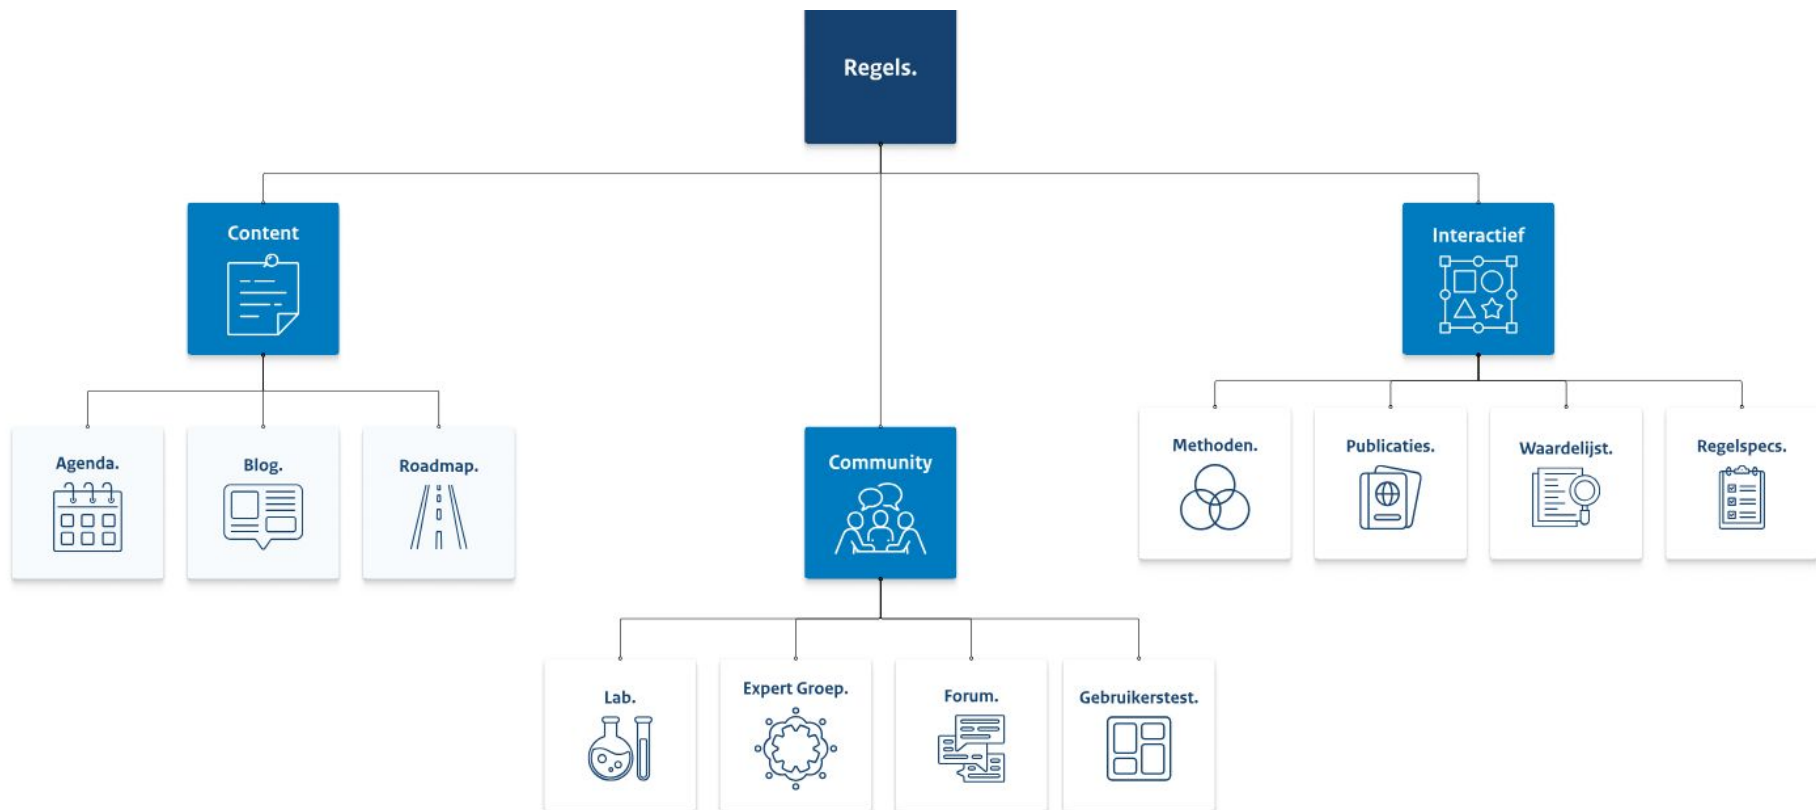 Regels.
Content
Interactief
Agenda.
Blog.
Roadmap.
Community
Methoden.
Publicaties.
Waardelijst.
Regelspecs.
Lab.
Expert Groep.
Forum.
Gebruikerstest.